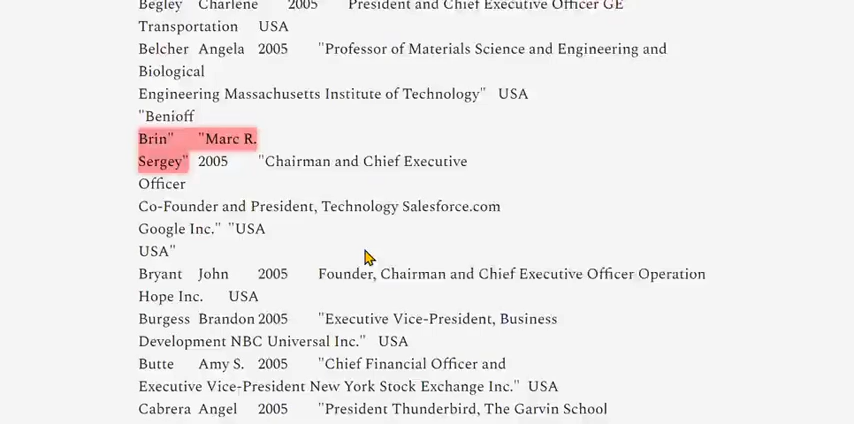 Begley Charlene 2005 President and Chief Executive Officer GE
Transportation USA
Belcher Angela 2005 "Professor of Materials Science and Engineering and
Biological
Engineering Massachusetts Institute of Technology" USA
"Benioff
Brin" "Marc R.
Sergey" 2005 "Chairman and Chief Executive
Officer
Co-Founder and President, Technology Salesforce.com
Google Inc." "USA
USA"
Bryant John 2005 Founder, Chairman and Chief Executive Officer Operation
Hope Inc. USA
Burgess Brandon 2005 "Executive Vice-President, Business
Development NBC Universal Inc." USA
Butte Amy S. 2005 "Chief Financial Officer and
Executive Vice-President New York Stock Exchange Inc." USA
Cabrera Angel 2005 "President Thunderbird, The Garvin School